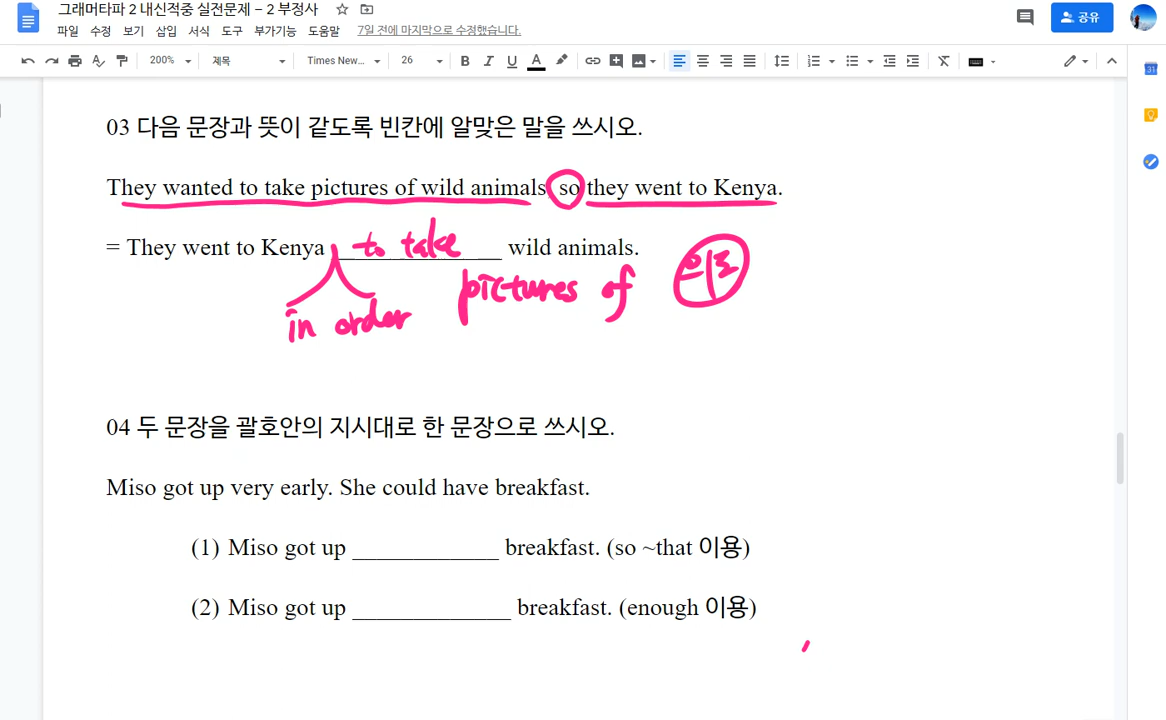 그래머타파 2 내신적중 실전문제 – 2 부정사
파일 수정 보기 삽입 서식 도구 부가기능 도움말 7일 전에 마지막으로 수정했습니다.
공유
200% 제목 Times New... 26 B I U A
31
03 다음 문장과 뜻이 같도록 빈칸에 알맞은 말을 쓰시오.
They wanted to take pictures of wild animals so they went to Kenya.
= They went to Kenya to take wild animals.
pictures of 의도
in order
04 두 문장을 괄호안의 지시대로 한 문장으로 쓰시오.
Miso got up very early. She could have breakfast.
(1) Miso got up ____________ breakfast. (so ~that 이용)
(2) Miso got up _____________ breakfast. (enough 이용)